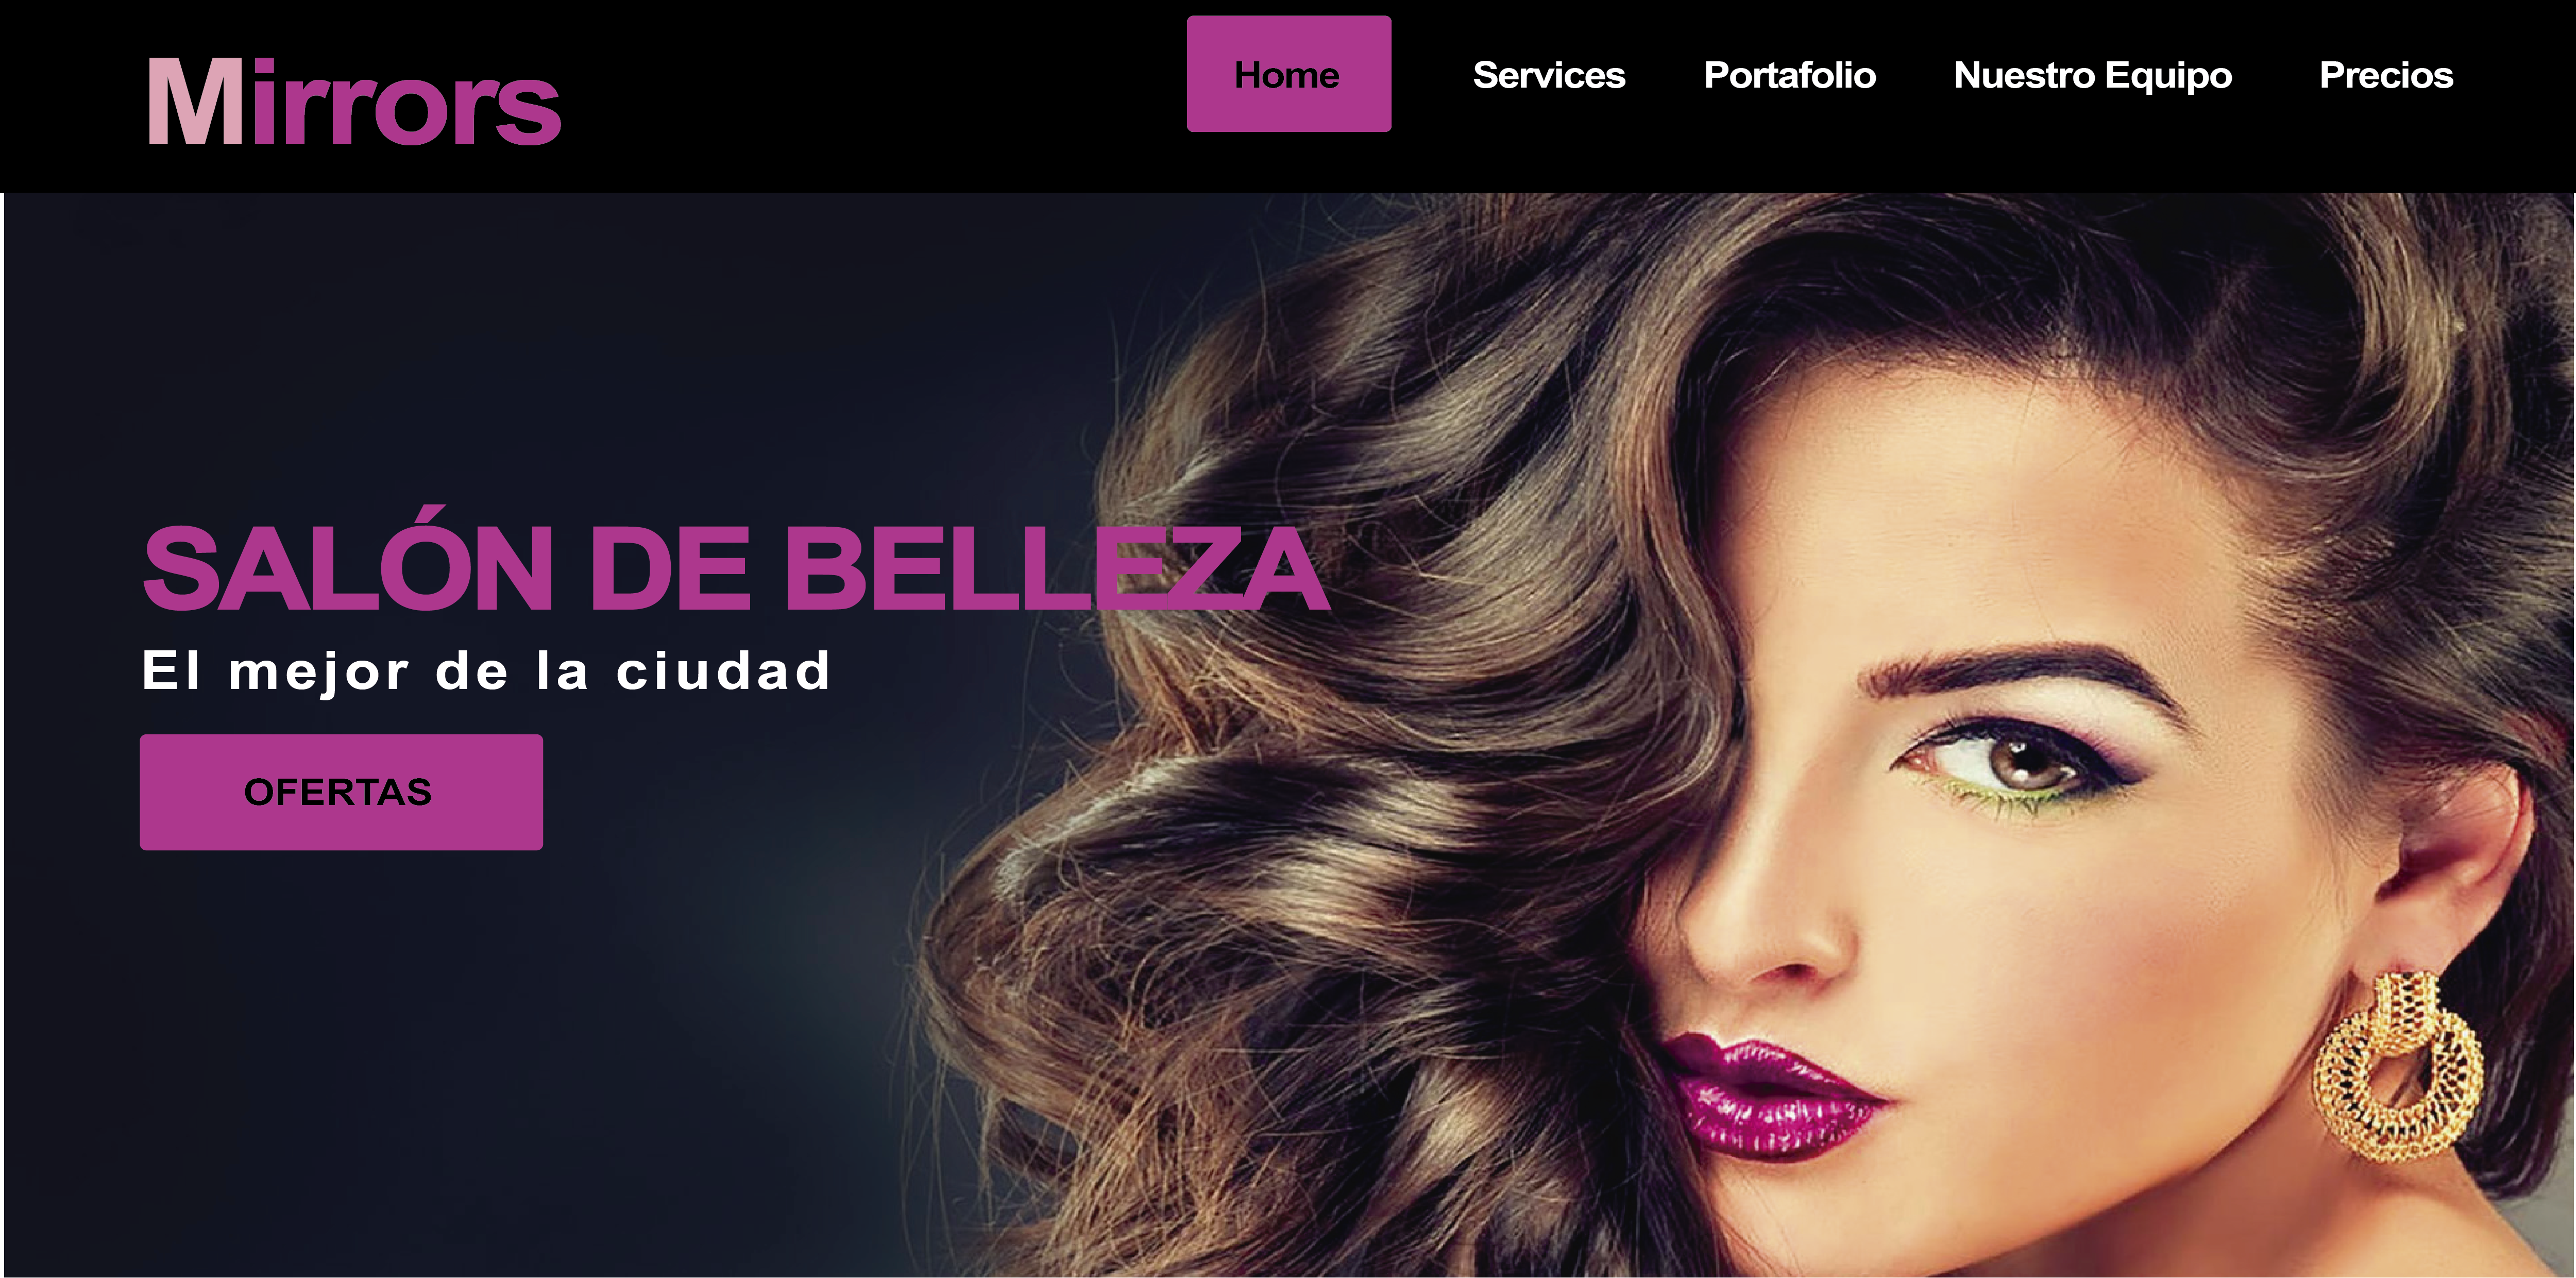 Mirrors
Home Services Portafolio Nuestro Equipo Precios
SALÓN DE BELLEZA
El mejor de la ciudad
OFERTAS